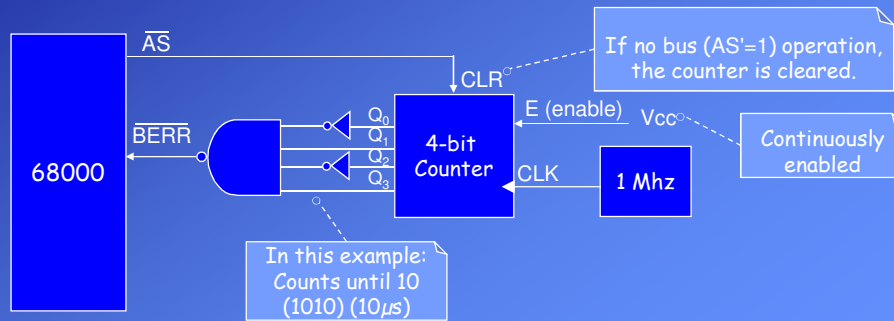 AS
If no bus (AS'=1) operation,
the counter is cleared.
CLR
E (enable)
Vcc
BERR
Q0
Q1
Q2
Q3
4-bit
Counter
68000
Continuously
enabled
CLK
1 Mhz
In this example:
Counts until 10
(1010) (10µs)